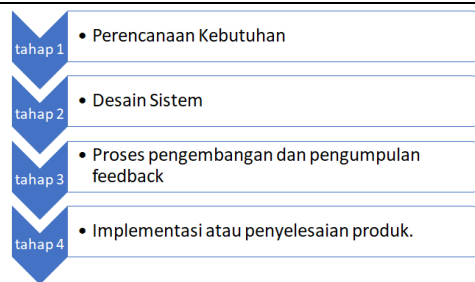 tahap 1
• Perencanaan Kebutuhan
tahap 2
• Desain Sistem
tahap 3
• Proses pengembangan dan pengumpulan
feedback
tahap 4
• Implementasi atau penyelesaian produk.